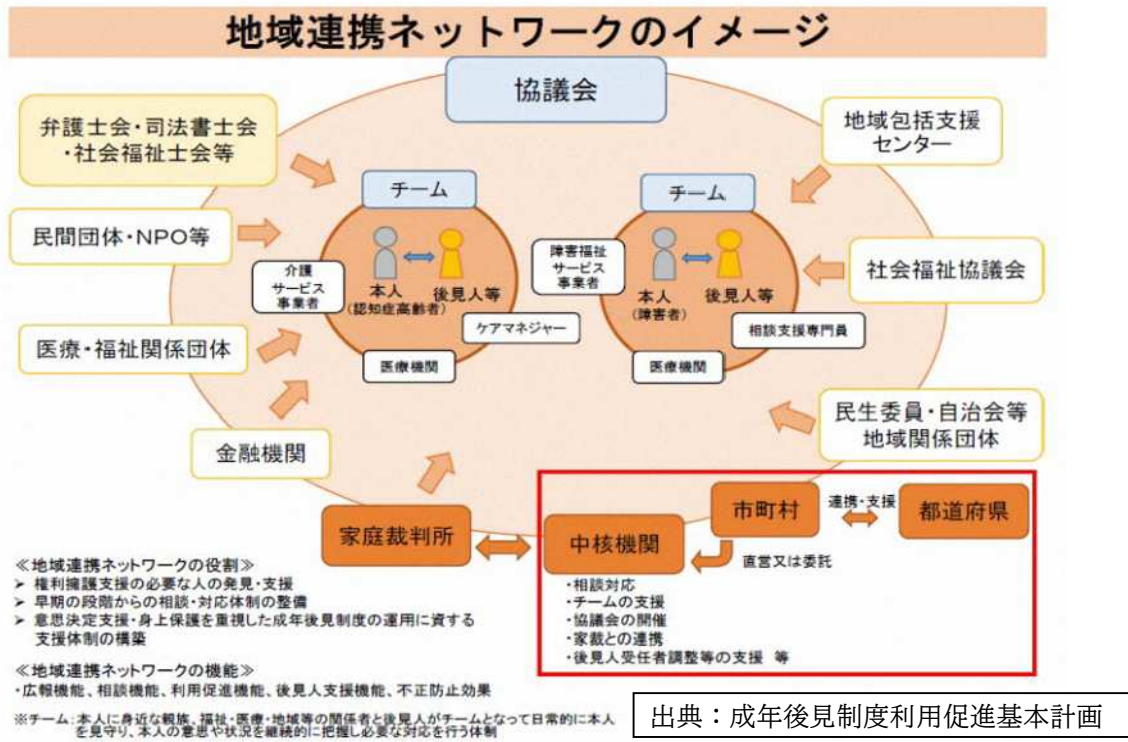 地域連携ネットワークのイメージ
協議会
弁護士会・司法書士会
・社会福祉士会等
地域包括支援
センター
チーム
チーム
民間団体・NPO等
介護
サービス
事業者
本人
(認知症高齢者)
後見人等
ケアマネジャー
医療機関
障害福祉
サービス
事業者
本人
(障害者)
後見人等
相談支援専門員
医療機関
社会福祉協議会
医療・福祉関係団体
金融機関
民生委員・自治会等
地域関係団体
家庭裁判所
中核機関
市町村
連携・支援
都道府県
直営又は委託
・相談対応
・チームの支援
・協議会の開催
・家裁との連携
・後見人受任者調整等の支援 等
≪地域連携ネットワークの役割≫
➢ 権利擁護支援の必要な人の発見・支援
➢ 早期の段階からの相談・対応体制の整備
➢ 意思決定支援・身上保護を重視した成年後見制度の運用に資する
支援体制の構築
≪地域連携ネットワークの機能≫
・広報機能、相談機能、利用促進機能、後見人支援機能、不正防止効果
※チーム:本人に身近な親族、福祉・医療・地域等の関係者と後見人がチームとなって日常的に本人
を見守り、本人の意思や状況を継続的に把握し必要な対応を行う体制
出典:成年後見制度利用促進基本計画